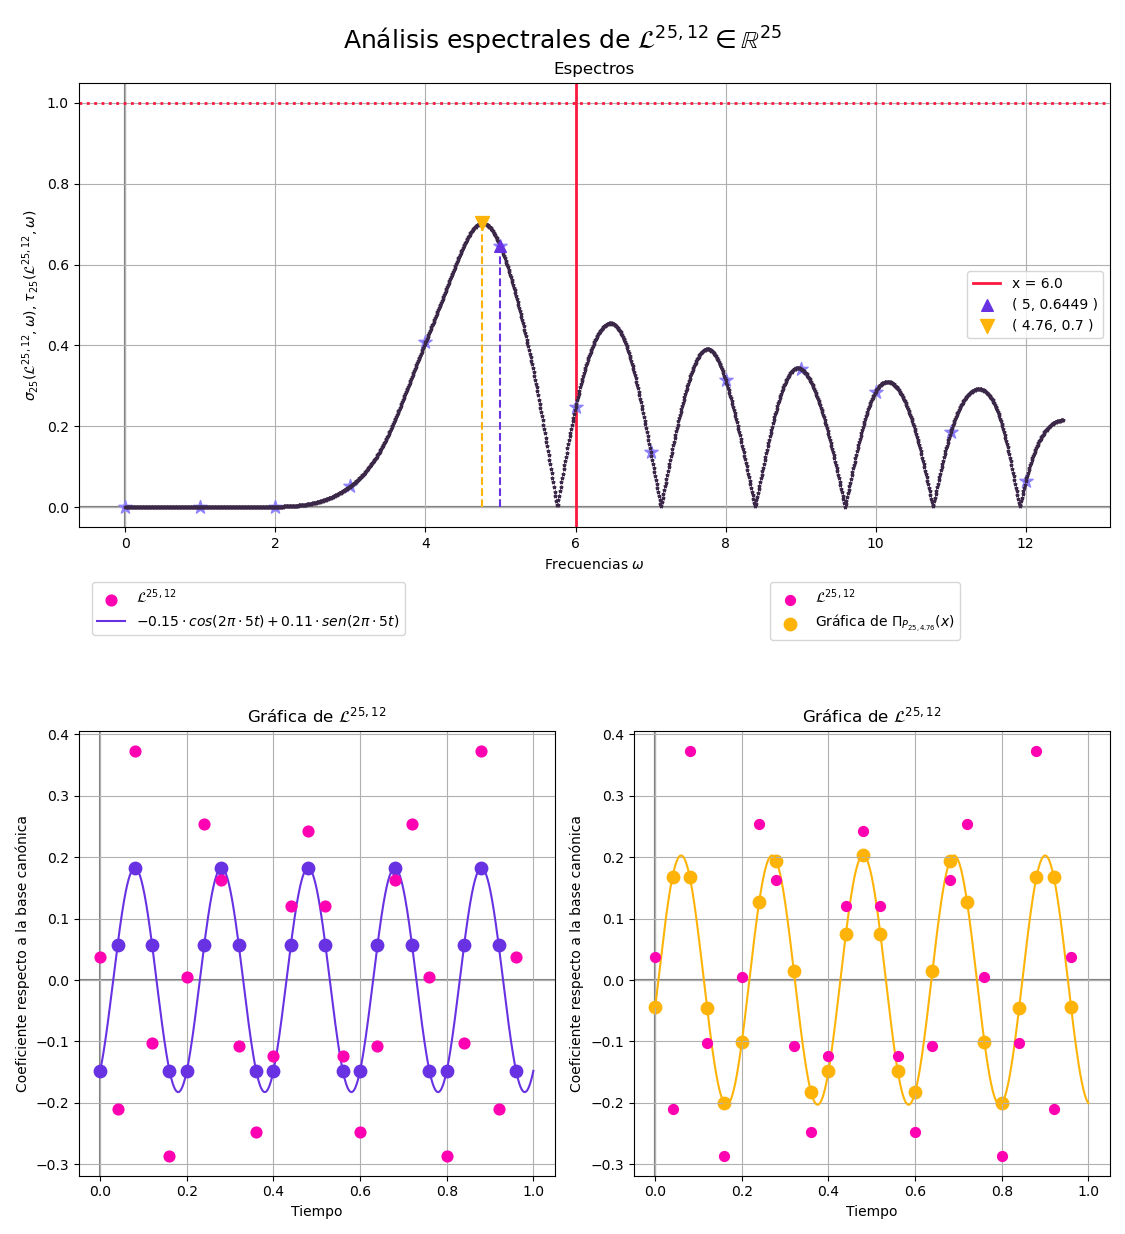 Análisis espectrales de $\mathcal{L}^{25,12} \in \mathbb{R}^{25}$
Espectros
1.0
0.8
0.6
0.4
0.2
0.0
$\sigma_{25}(\mathcal{L}^{25,12}, \omega)$, $\tau_{25}(\mathcal{L}^{25,12}, \omega)$
x = 6.0
( 5, 0.6449 )
( 4.76, 0.7 )
0 2 4 6 8 10 12
Frecuencias $\omega$
$\mathcal{L}^{25,12}$
$-0.15 \cdot cos(2\pi \cdot 5t) + 0.11 \cdot sen(2\pi \cdot 5t)$
$\mathcal{L}^{25,12}$
Gráfica de $\Pi_{P_{25,4.76}}(x)$
Gráfica de $\mathcal{L}^{25,12}$
0.4
0.3
0.2
0.1
0.0
−0.1
−0.2
−0.3
Coeficiente respecto a la base canónica
0.0 0.2 0.4 0.6 0.8 1.0
Tiempo
Gráfica de $\mathcal{L}^{25,12}$
0.4
0.3
0.2
0.1
0.0
−0.1
−0.2
−0.3
Coeficiente respecto a la base canónica
0.0 0.2 0.4 0.6 0.8 1.0
Tiempo